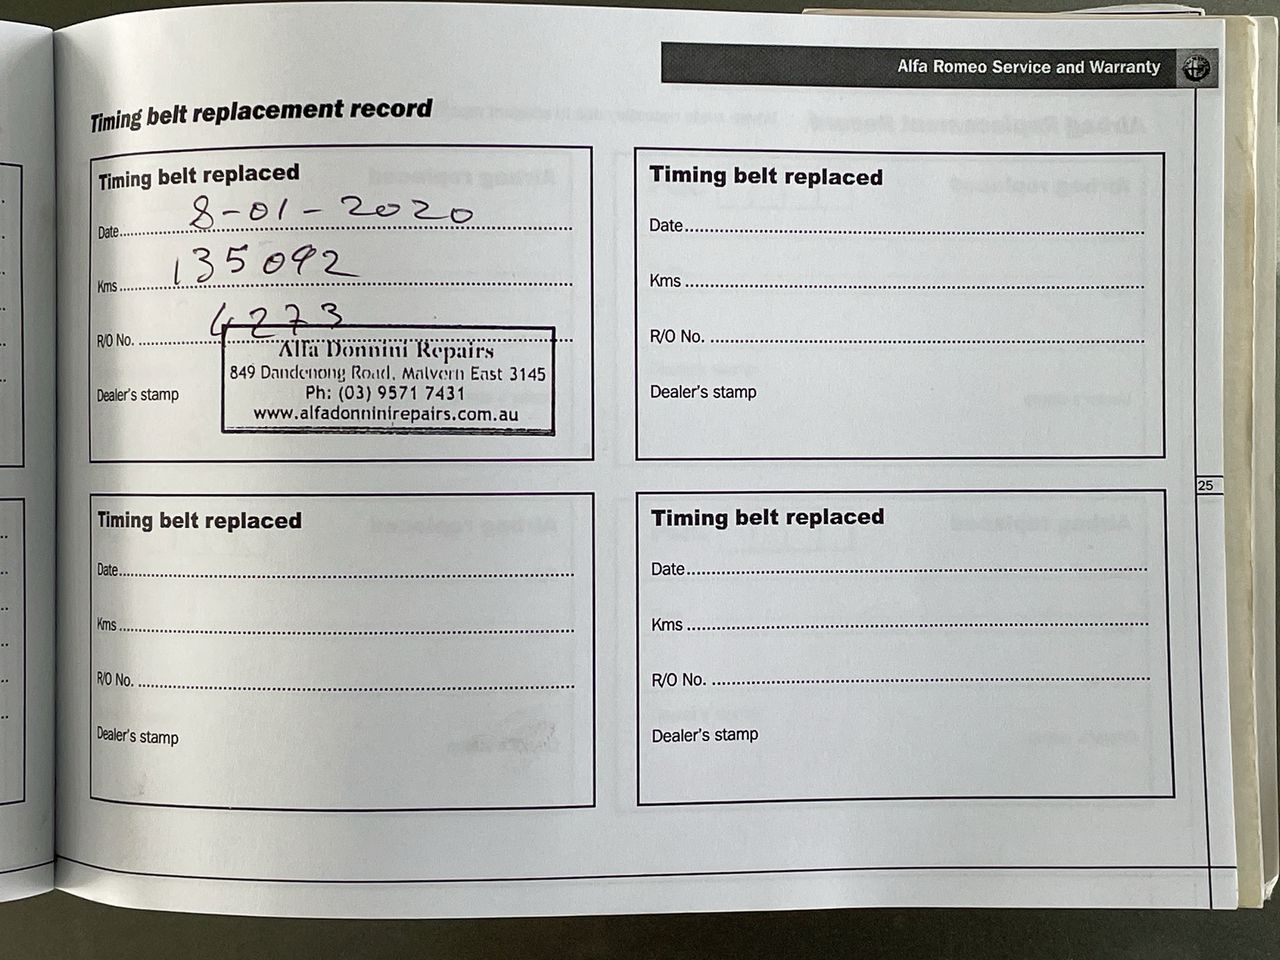 Alfa Romeo Service and Warranty
Timing belt replacement record
Timing belt replaced
Date 8-01-2020
Kms 135092
R/O No. 4273
Dealer's stamp
Alfa Donnini Repairs
849 Dandenong Road, Malvern East 3145
Ph: (03) 9571 7431
www.alfadonninirepairs.com.au
Timing belt replaced
Date
Kms
R/O No.
Dealer's stamp
Timing belt replaced
Date
Kms
R/O No.
Dealer's stamp
Timing belt replaced
Date
Kms
R/O No.
Dealer's stamp
25